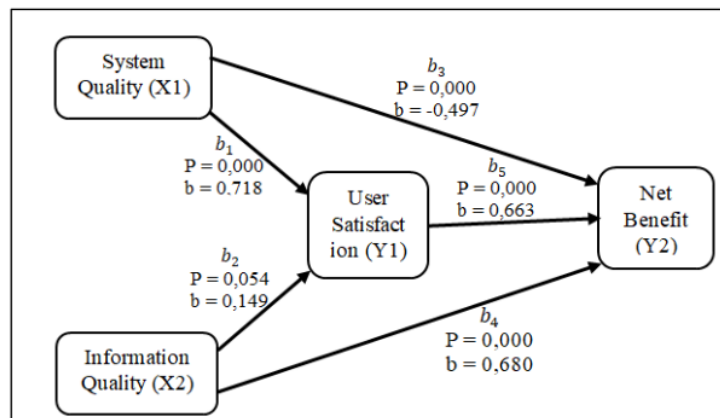 System
Quality (X1)
b₃
P = 0,000
b = -0,497
b₁
P = 0,000
b = 0.718
b₅
P = 0,000
b = 0,663
User
Satisfact
ion (Y1)
Net
Benefit
(Y2)
b₂
P = 0,054
b = 0,149
b₄
P = 0,000
b = 0,680
Information
Quality (X2)